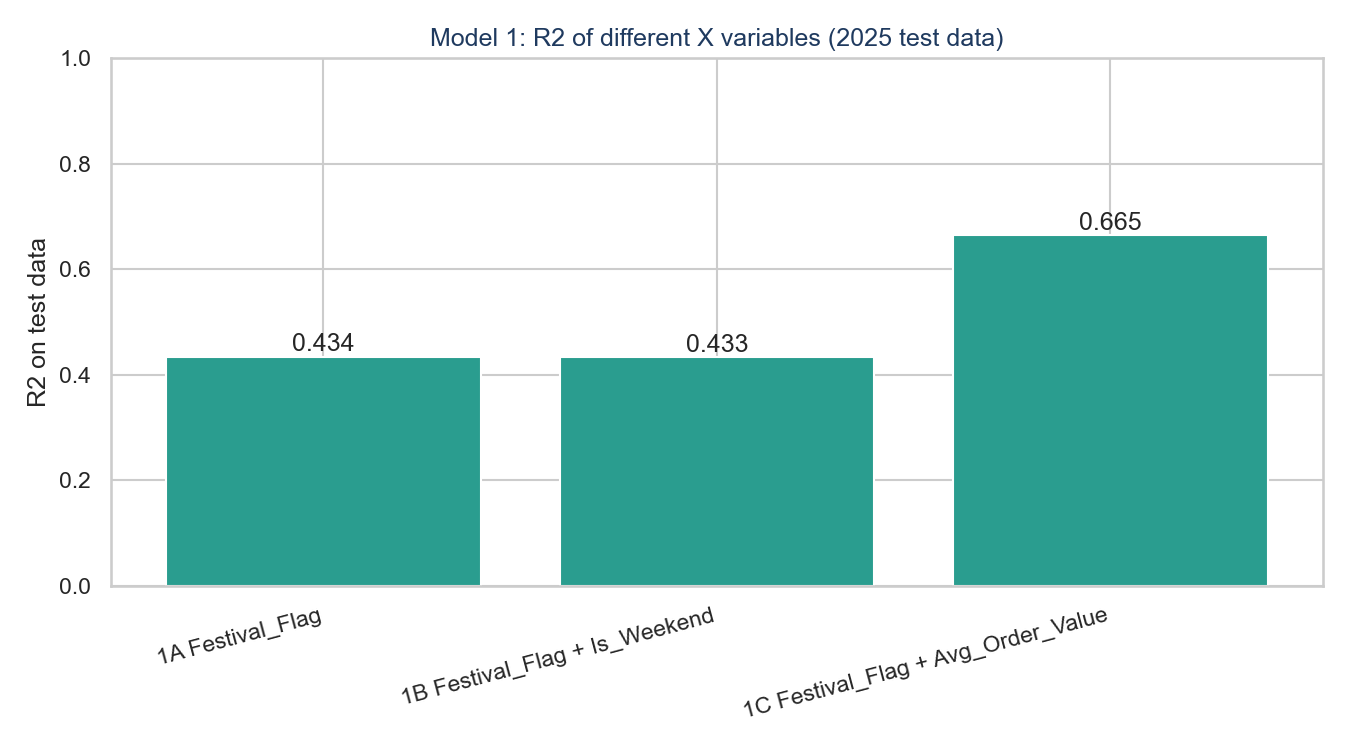 Model 1: R2 of different X variables (2025 test data)
R2 on test data
1.0
0.8
0.6
0.4
0.2
0.0
0.434
0.433
0.665
1A Festival_Flag
1B Festival_Flag + Is_Weekend
1C Festival_Flag + Avg_Order_Value